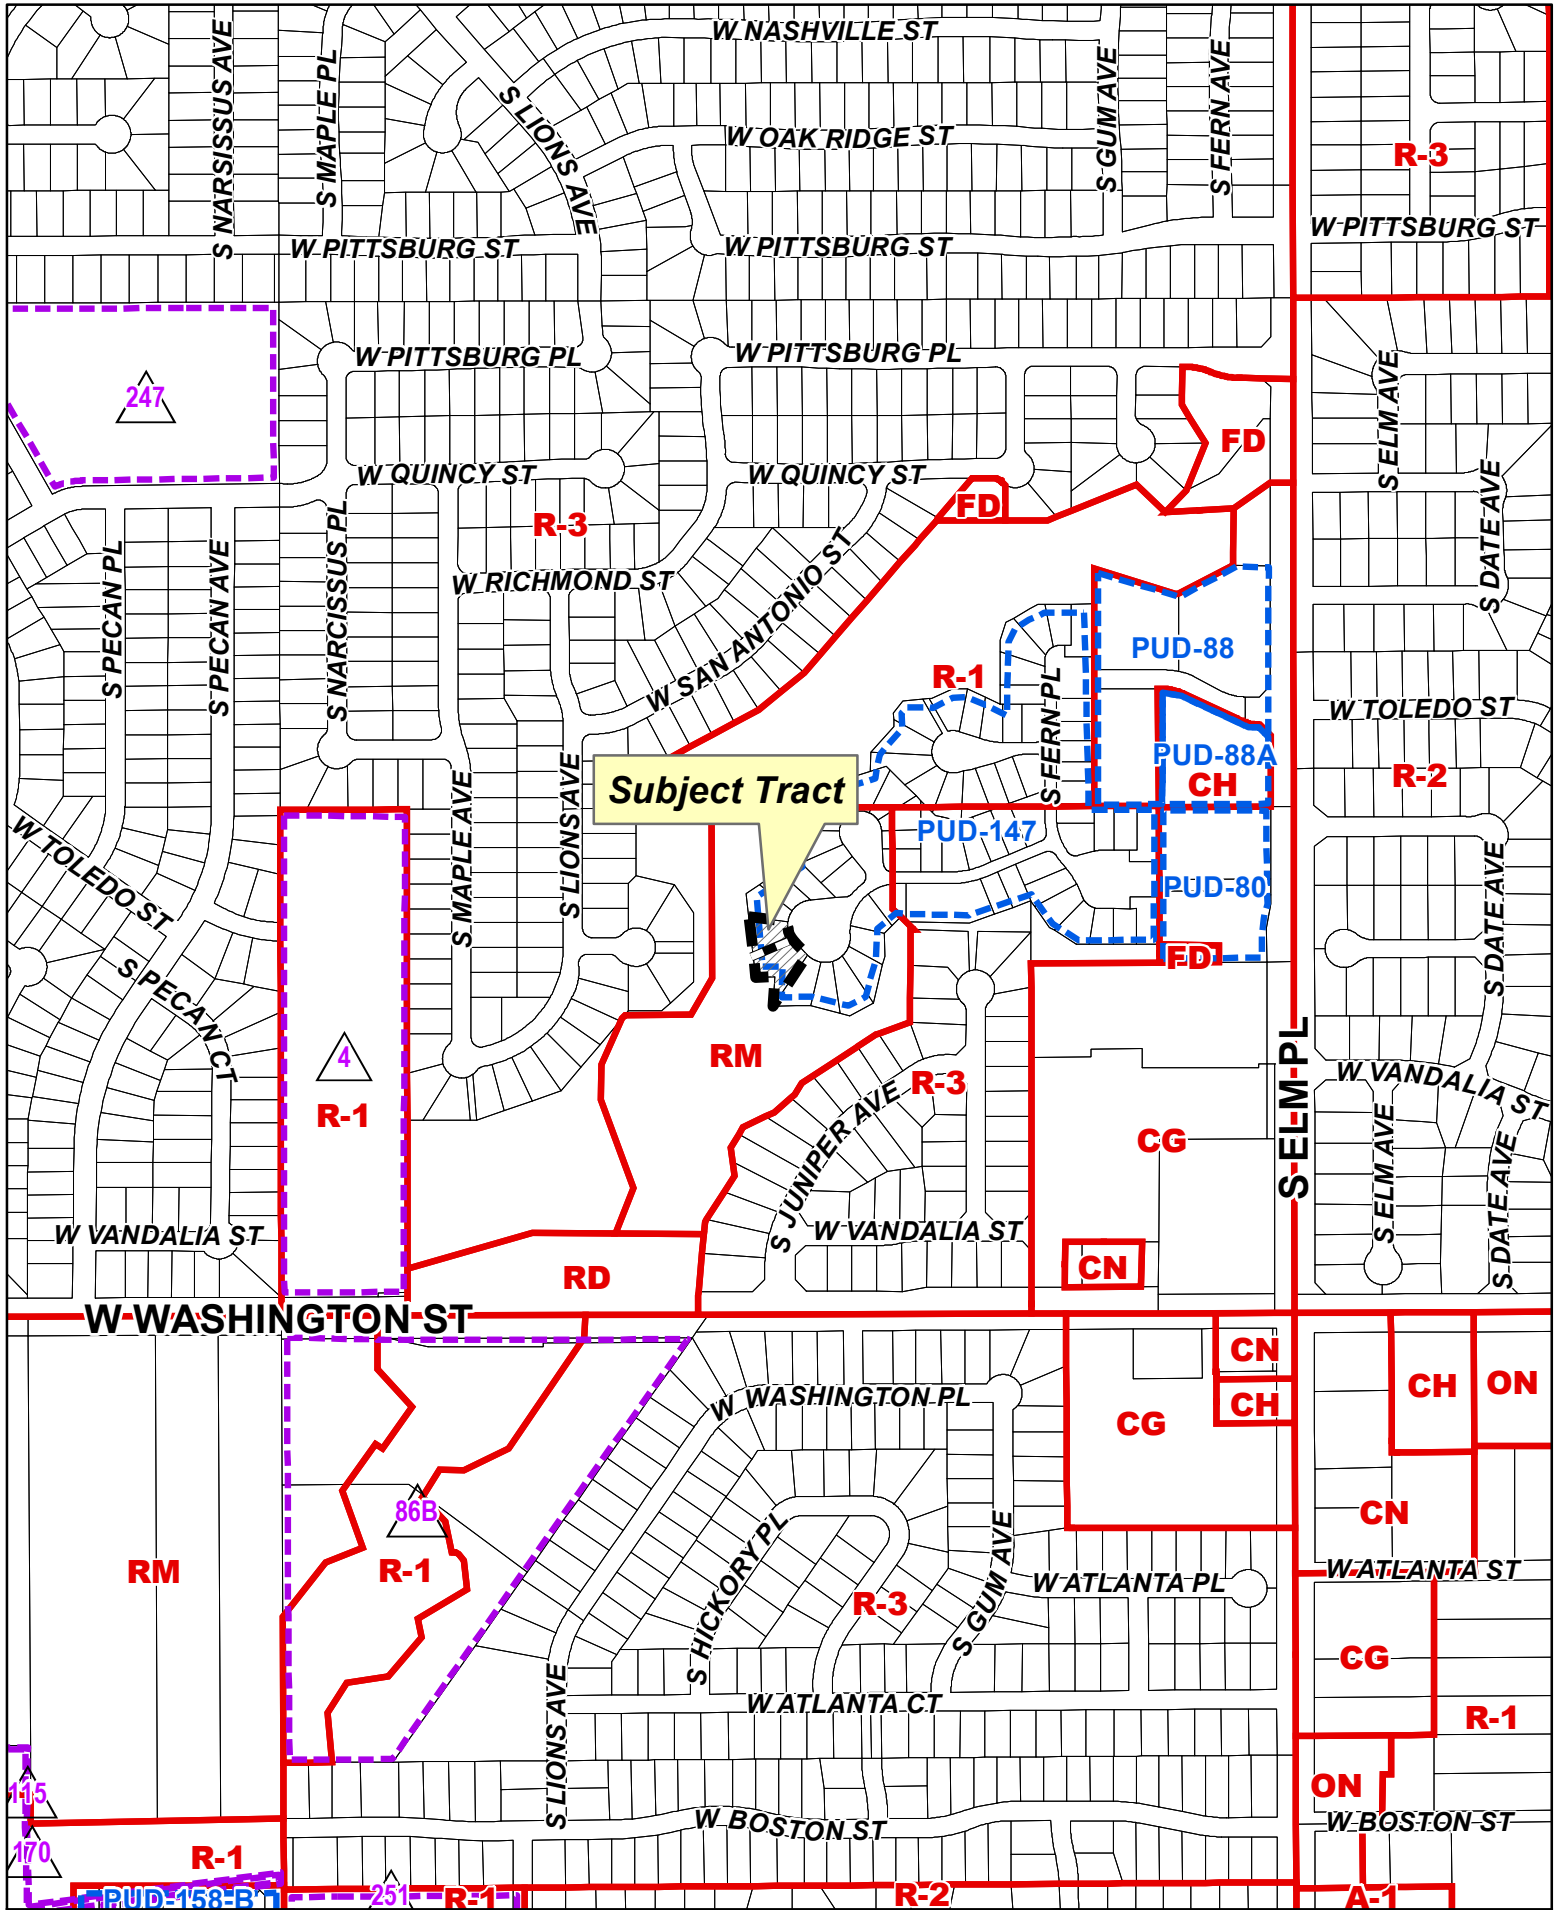 W NASHVILLE ST
S NARSISSUS AVE
S MAPLE PL
S LIONS AVE
S GUM AVE
S FERN AVE
W OAK RIDGE ST
R-3
W PITTSBURG ST
W PITTSBURG ST
W PITTSBURG ST
W PITTSBURG PL
W PITTSBURG PL
247
S ELM AVE
FD
W QUINCY ST
W QUINCY ST
FD
R-3
S NARCISSUS PL
S PECAN PL
S PECAN AVE
S DATE AVE
W RICHMOND ST
W SAN ANTONIO ST
PUD-88
R-1
S FERN PL
W TOLEDO ST
PUD-88A
CH
R-2
Subject Tract
S MAPLE AVE
S LIONS AVE
PUD-147
W TOLEDO ST
PUD-80
S DATE AVE
FD
S PECAN CT
4
RM
R-3
S JUNIPER AVE
S ELM PL
W VANDALIA ST
R-1
CG
S ELM AVE
S DATE AVE
W VANDALIA ST
W VANDALIA ST
RD
CN
W WASHINGTON ST
CN
CH
ON
W WASHINGTON PL
CH
CG
86B
CN
S HICKORY PL
S GUM AVE
RM
R-1
W ATLANTA ST
W ATLANTA PL
R-3
CG
S LIONS AVE
W ATLANTA CT
R-1
115
ON
W BOSTON ST
W BOSTON ST
170
R-1
PUD-158-B
251
R-1
R-2
A-1